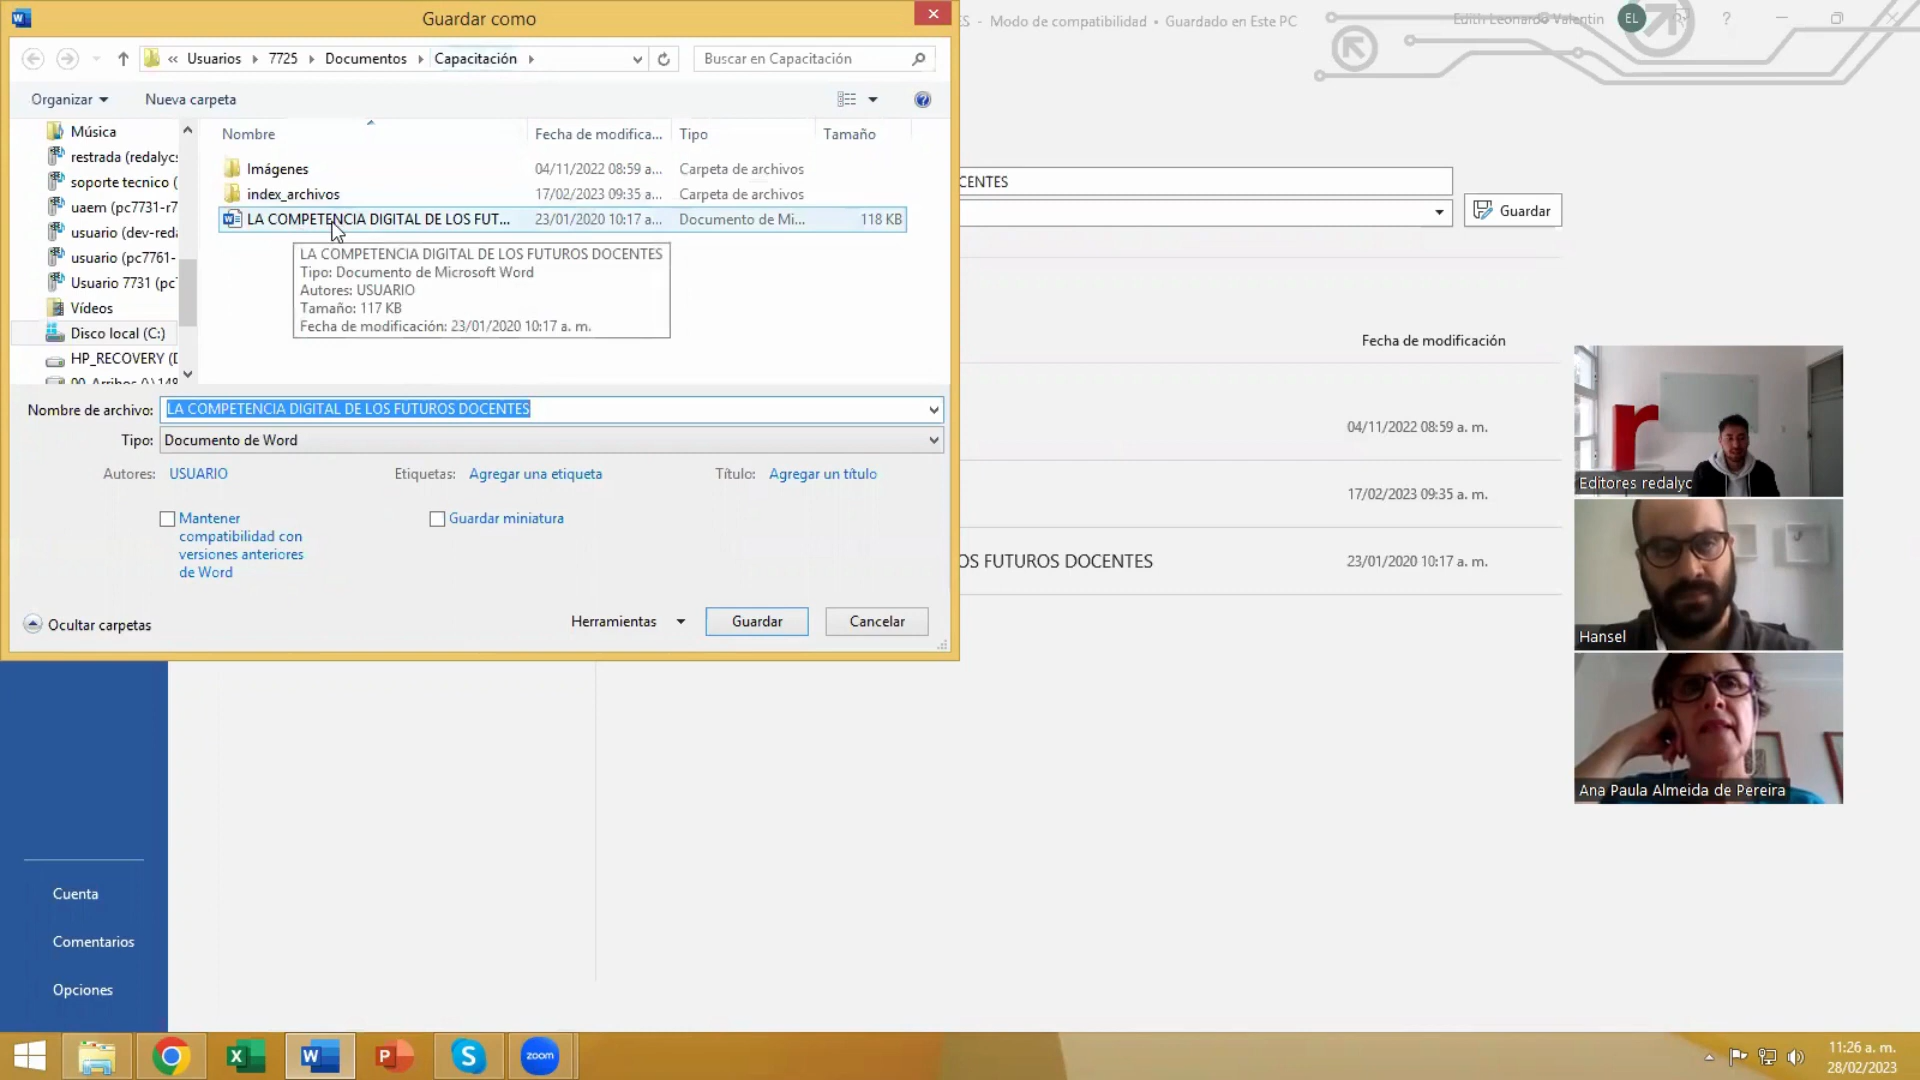 Guardar como
ES - Modo de compatibilidad • Guardado en Este PC
Edith Leonardo Valentin
EL
?
« Usuarios 7725 Documentos Capacitación
Buscar en Capacitación
Organizar
Nueva carpeta
Música
restrada (redalycs
soporte tecnico (
uaem (pc7731-r7
usuario (dev-reda
usuario (pc7761-
Usuario 7731 (pc7
Vídeos
Disco local (C:)
HP_RECOVERY (D
Nombre
Fecha de modifica...
Tipo
Tamaño
Imágenes
04/11/2022 08:59 a...
Carpeta de archivos
index_archivos
17/02/2023 09:35 a...
Carpeta de archivos
LA COMPETENCIA DIGITAL DE LOS FUT...
23/01/2020 10:17 a...
Documento de Mi...
118 KB
LA COMPETENCIA DIGITAL DE LOS FUTUROS DOCENTES
Tipo: Documento de Microsoft Word
Autores: USUARIO
Tamaño: 117 KB
Fecha de modificación: 23/01/2020 10:17 a. m.
Nombre de archivo: LA COMPETENCIA DIGITAL DE LOS FUTUROS DOCENTES
Tipo: Documento de Word
Autores: USUARIO
Etiquetas: Agregar una etiqueta
Título: Agregar un título
Mantener
compatibilidad con
versiones anteriores
de Word
Guardar miniatura
Ocultar carpetas
Herramientas
Guardar
Cancelar
CENTES
Guardar
Fecha de modificación
04/11/2022 08:59 a. m.
17/02/2023 09:35 a. m.
OS FUTUROS DOCENTES
23/01/2020 10:17 a. m.
r
Editores redalyc
Hansel
Ana Paula Almeida de Pereira
Cuenta
Comentarios
Opciones
zoom
11:26 a. m.
28/02/2023